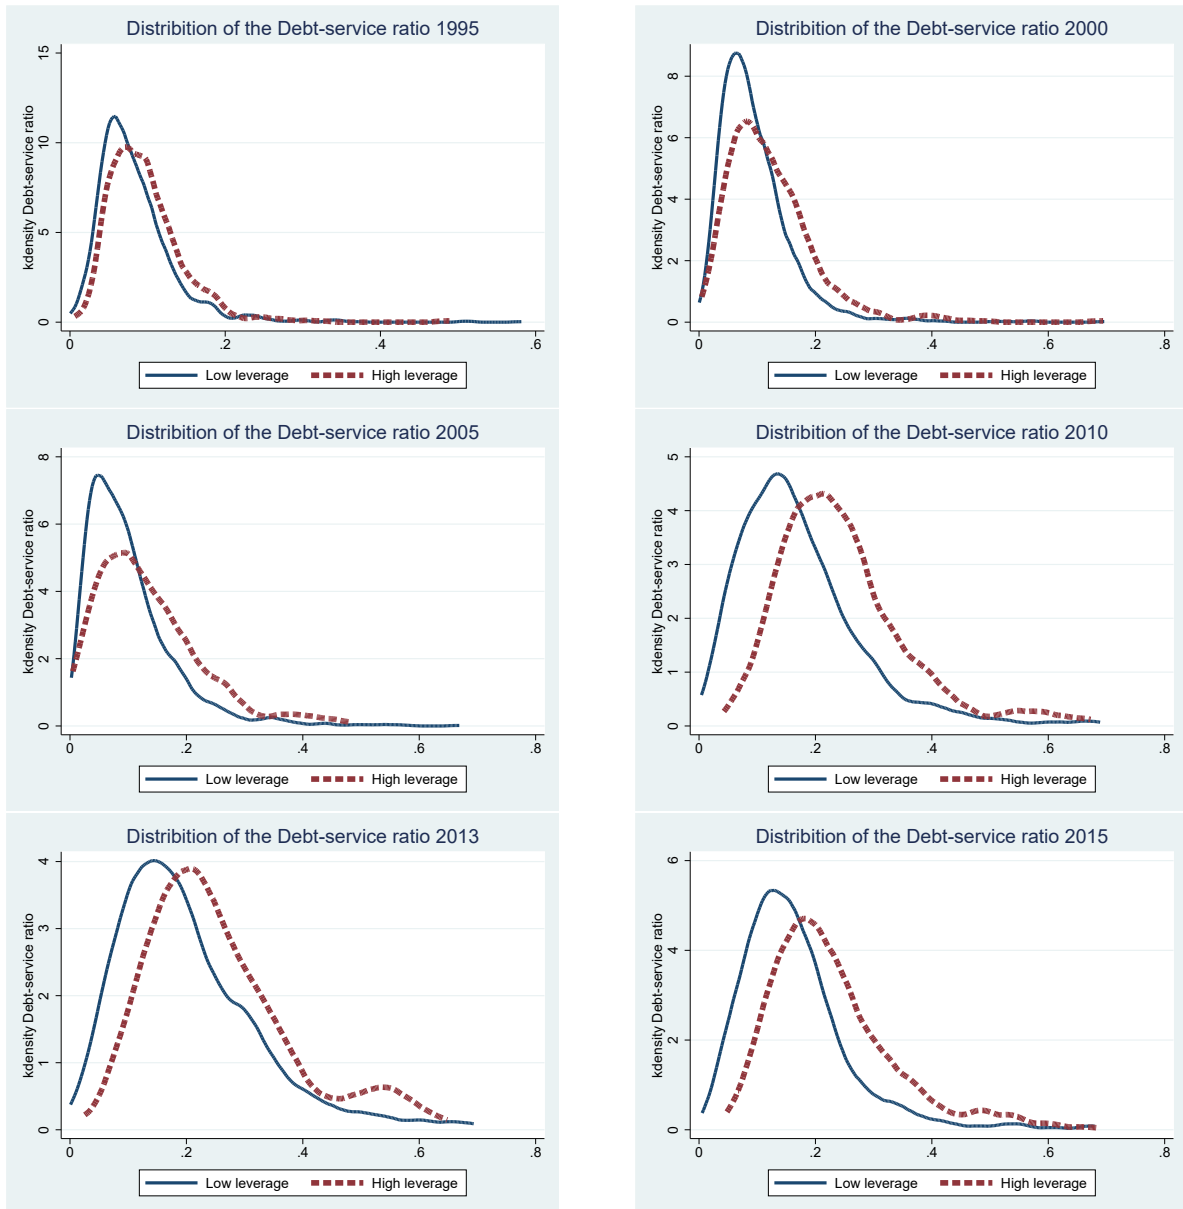 Distribition of the Debt-service ratio 1995
kdensity Debt-service ratio
15
10
5
0
0 .2 .4 .6
Low leverage High leverage
Distribition of the Debt-service ratio 2000
kdensity Debt-service ratio
8
6
4
2
0
0 .2 .4 .6 .8
Low leverage High leverage
Distribition of the Debt-service ratio 2005
kdensity Debt-service ratio
8
6
4
2
0
0 .2 .4 .6 .8
Low leverage High leverage
Distribition of the Debt-service ratio 2010
kdensity Debt-service ratio
5
4
3
2
1
0
0 .2 .4 .6 .8
Low leverage High leverage
Distribition of the Debt-service ratio 2013
kdensity Debt-service ratio
4
3
2
1
0
0 .2 .4 .6 .8
Low leverage High leverage
Distribition of the Debt-service ratio 2015
kdensity Debt-service ratio
6
4
2
0
0 .2 .4 .6 .8
Low leverage High leverage